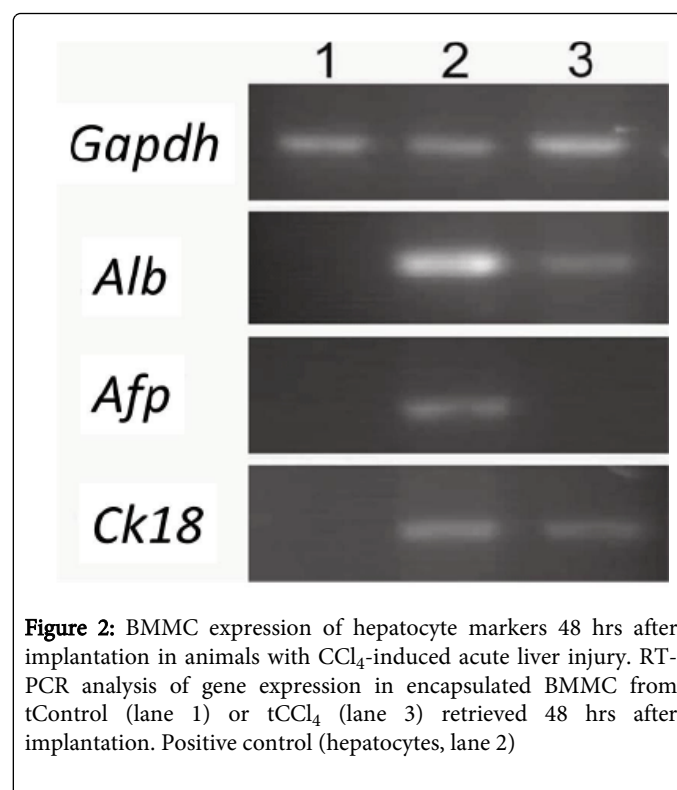 1 2 3
Gapdh
Alb
Afp
Ck18
Figure 2: BMMC expression of hepatocyte markers 48 hrs after
implantation in animals with CCl₄-induced acute liver injury. RT-
PCR analysis of gene expression in encapsulated BMMC from
tControl (lane 1) or tCCl₄ (lane 3) retrieved 48 hrs after
implantation. Positive control (hepatocytes, lane 2)